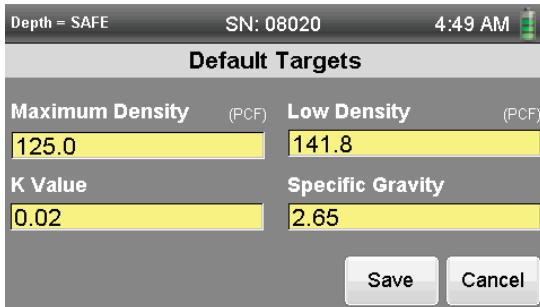 Depth = SAFE SN: 08020 4:49 AM
Default Targets
Maximum Density (PCF) Low Density (PCF)
125.0 141.8
K Value Specific Gravity
0.02 2.65
Save Cancel